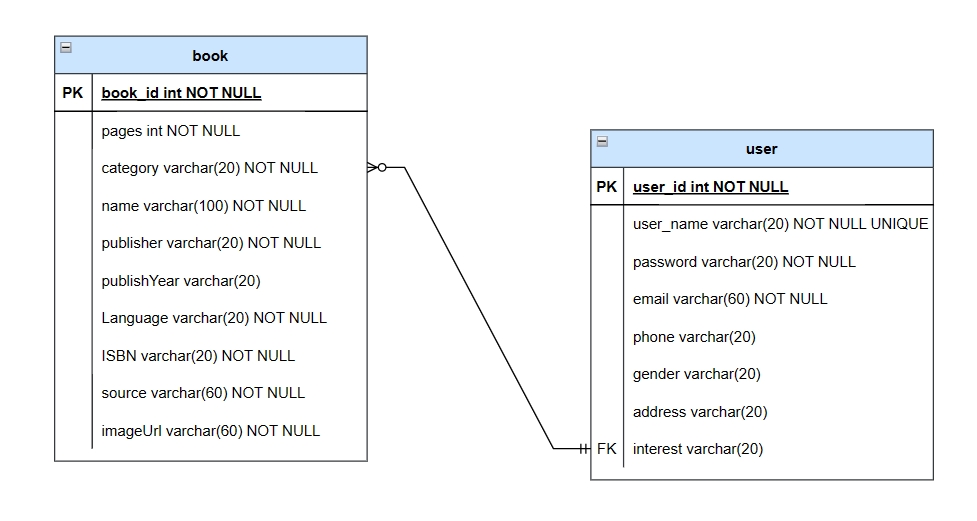 book
PK book_id int NOT NULL
pages int NOT NULL
category varchar(20) NOT NULL
name varchar(100) NOT NULL
publisher varchar(20) NOT NULL
publishYear varchar(20)
Language varchar(20) NOT NULL
ISBN varchar(20) NOT NULL
source varchar(60) NOT NULL
imageUrl varchar(60) NOT NULL
user
PK user_id int NOT NULL
user_name varchar(20) NOT NULL UNIQUE
password varchar(20) NOT NULL
email varchar(60) NOT NULL
phone varchar(20)
gender varchar(20)
address varchar(20)
FK interest varchar(20)